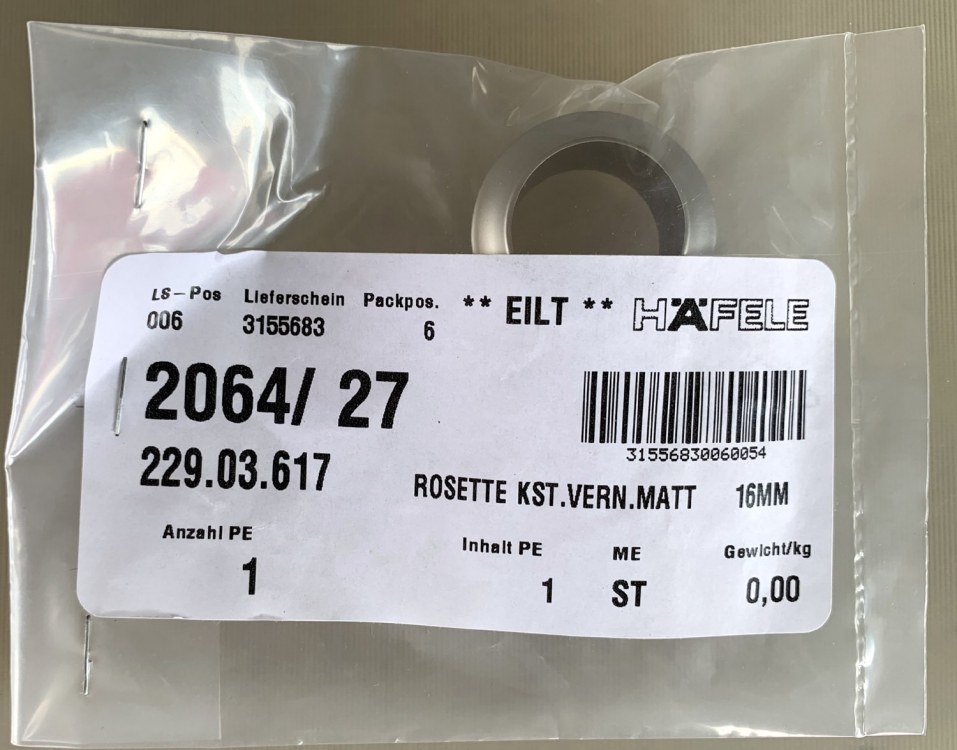 LS-Pos Lieferschein Packpos. ** EILT ** HÄFELE
006 3155683 6
2064/ 27
31556830060054
229.03.617 ROSETTE KST.VERN.MATT 16MM
Anzahl PE Inhalt PE ME Gewicht/kg
1 1 ST 0,00